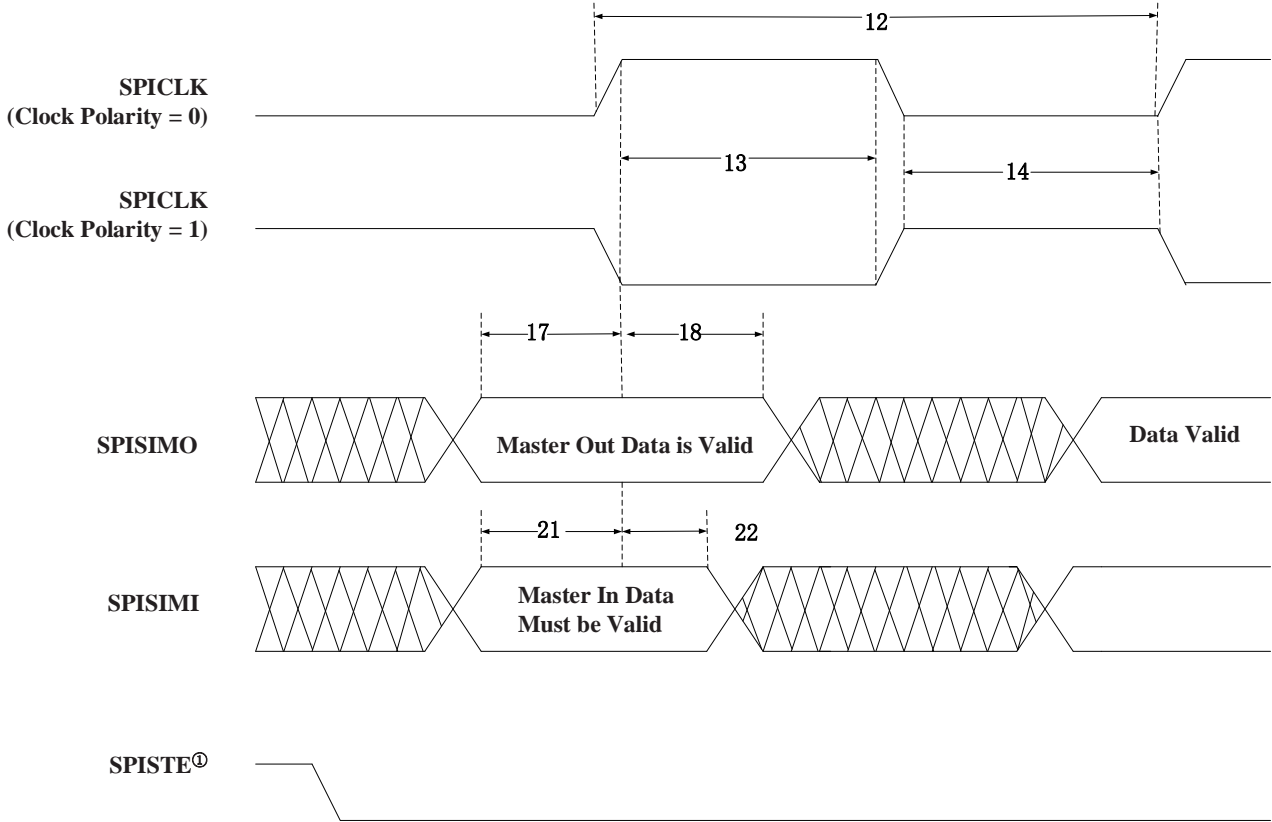 12
SPICLK
(Clock Polarity = 0)
13
14
SPICLK
(Clock Polarity = 1)
17
18
SPISIMO
Master Out Data is Valid
Data Valid
21
22
SPISIMI
Master In Data
Must be Valid
SPISTE①